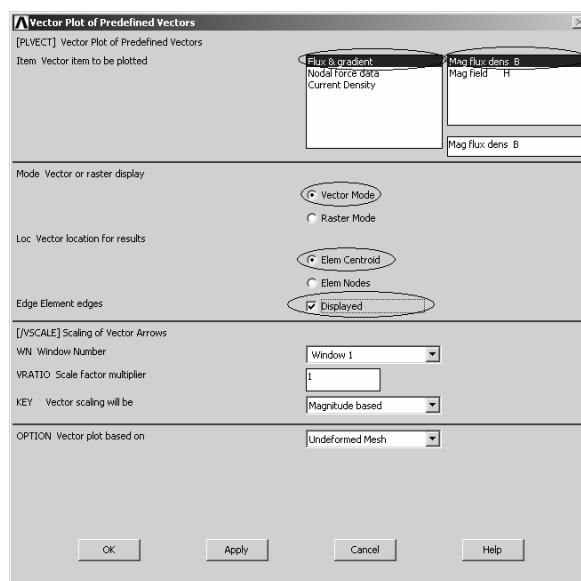 Vector Plot of Predefined Vectors
[PLVECT] Vector Plot of Predefined Vectors
Item Vector item to be plotted
Flux & gradient
Nodal force data
Current Density
Mag flux dens B
Mag field H
Mag flux dens B
Mode Vector or raster display
Vector Mode
Raster Mode
Loc Vector location for results
Elem Centroid
Elem Nodes
Edge Element edges
Displayed
[/VSCALE] Scaling of Vector Arrows
WN Window Number
Window 1
VRATIO Scale factor multiplier
1
KEY Vector scaling will be
Magnitude based
OPTION Vector plot based on
Undeformed Mesh
OK Apply Cancel Help